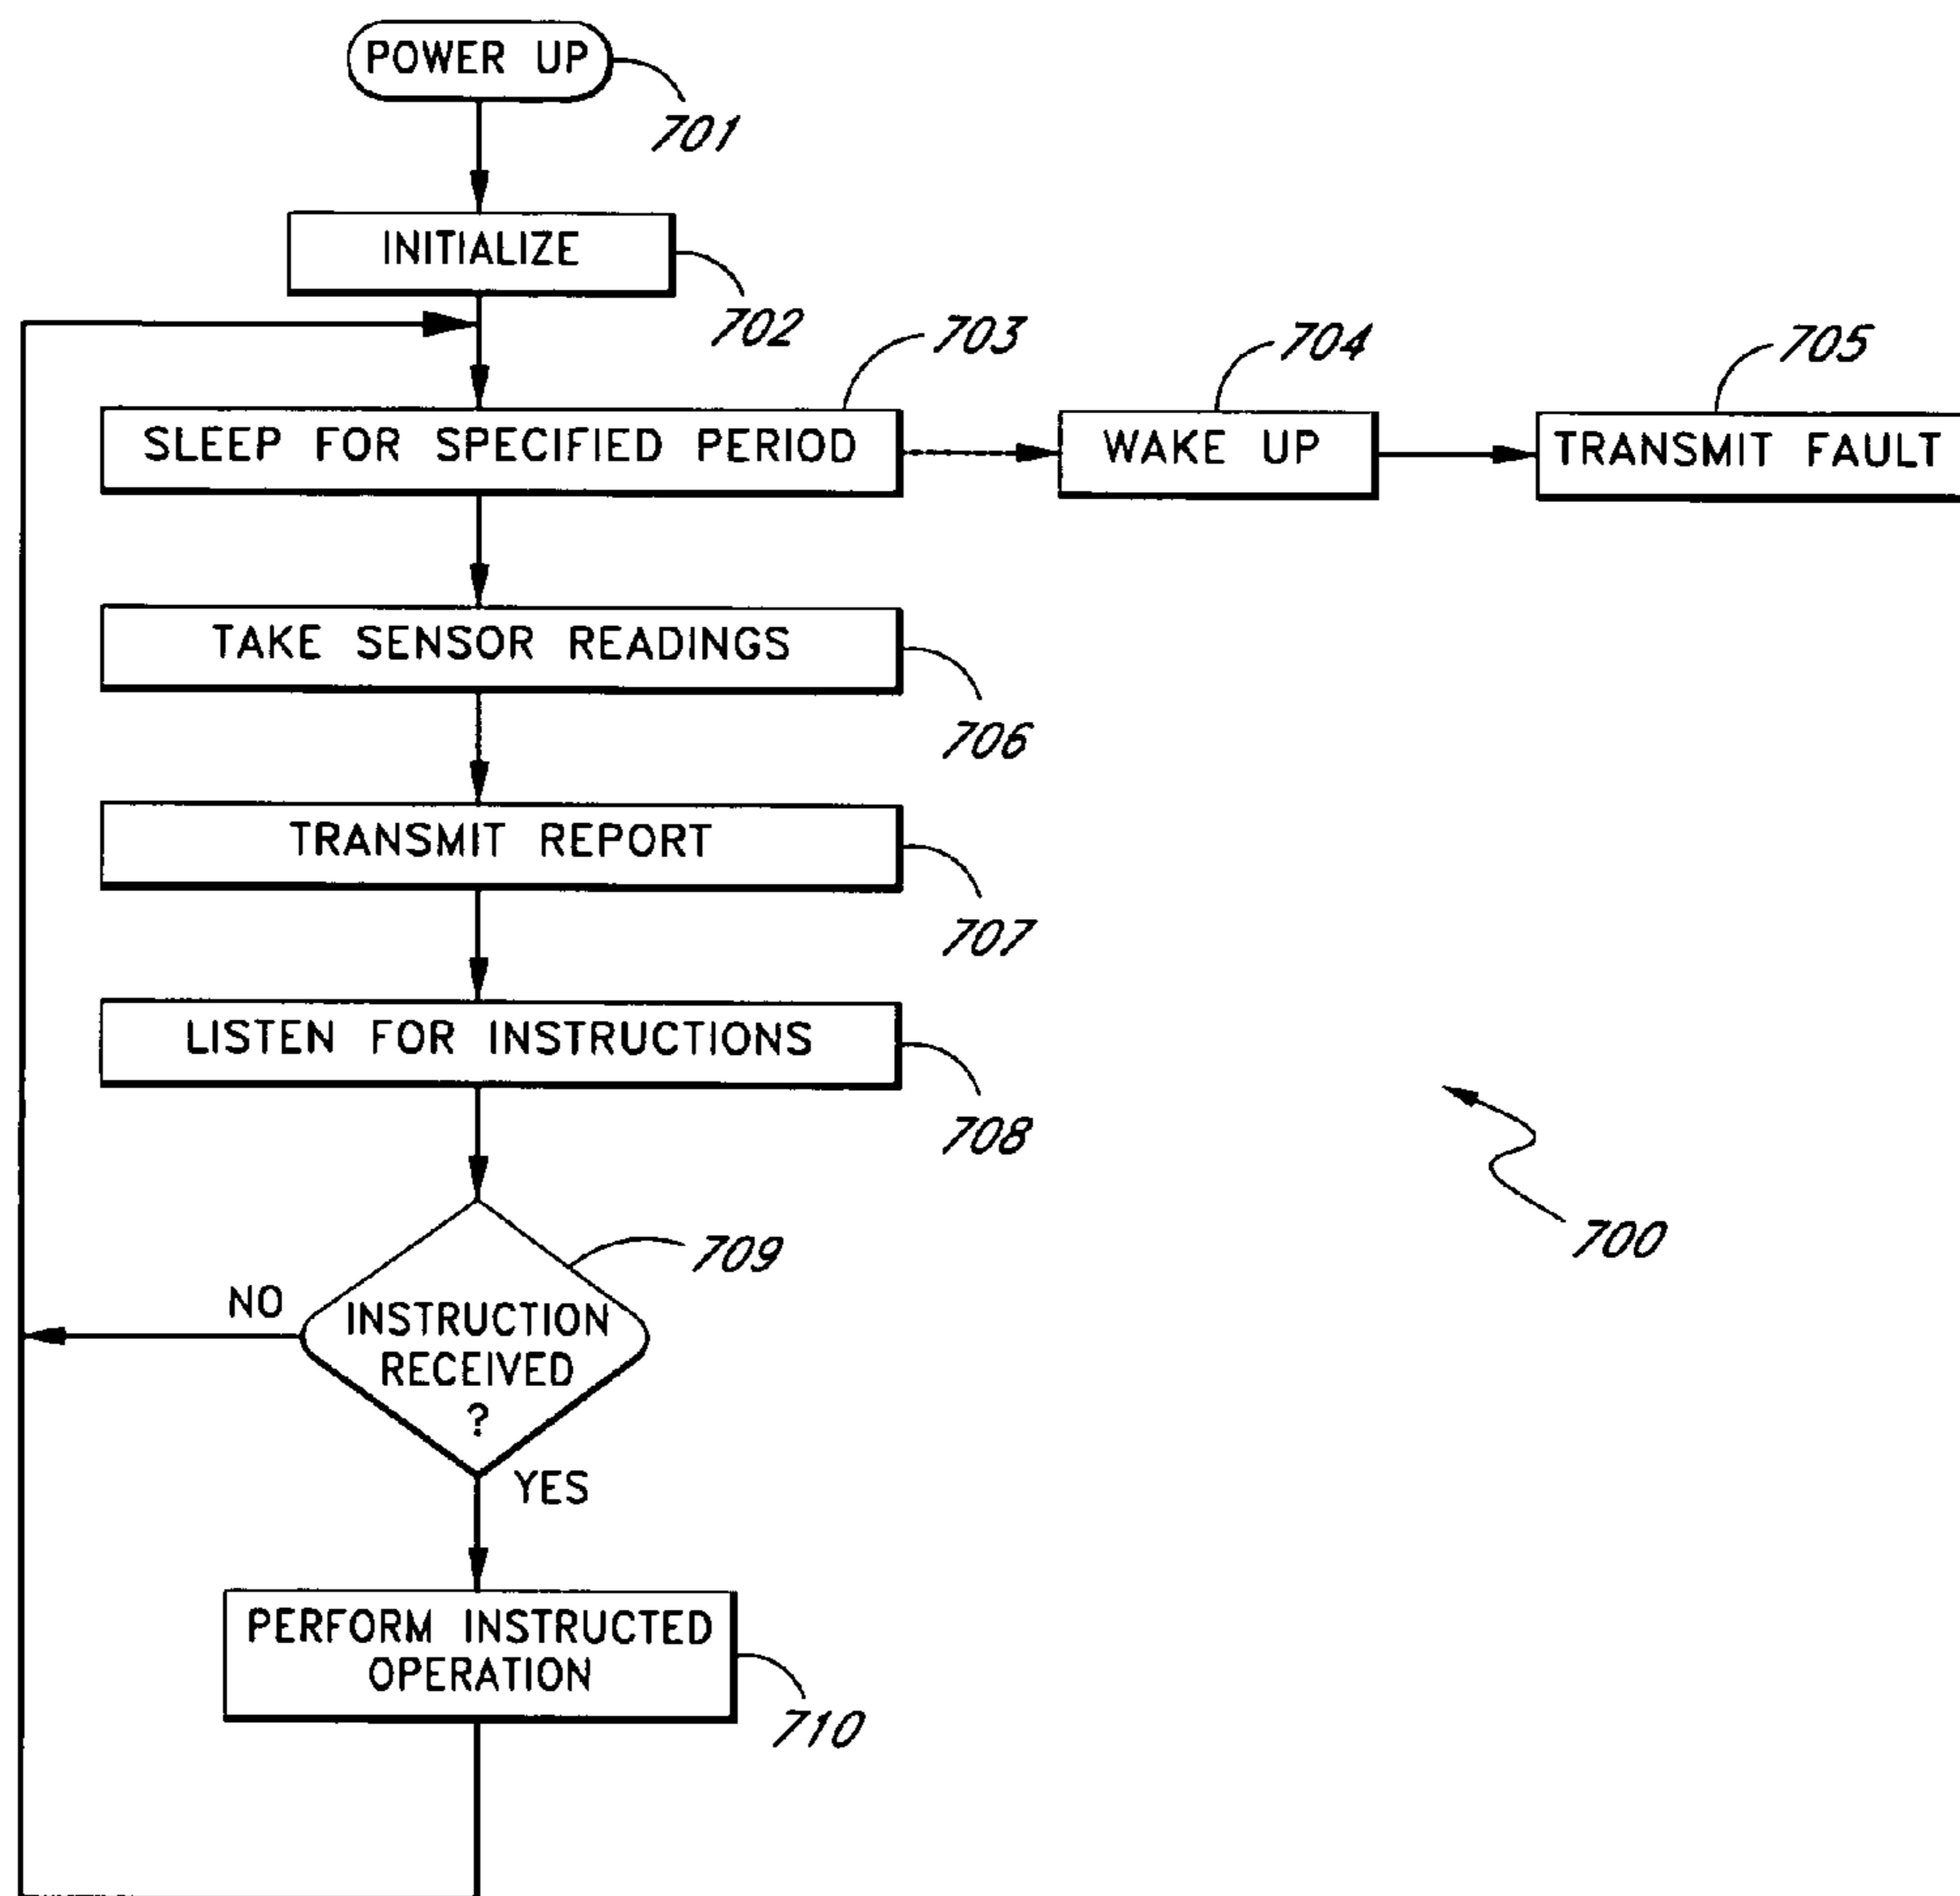 POWER UP
701
INITIALIZE
702
703
704
705
SLEEP FOR SPECIFIED PERIOD
WAKE UP
TRANSMIT FAULT
TAKE SENSOR READINGS
706
TRANSMIT REPORT
707
LISTEN FOR INSTRUCTIONS
708
709
700
NO
INSTRUCTION
RECEIVED
?
YES
PERFORM INSTRUCTED
OPERATION
710